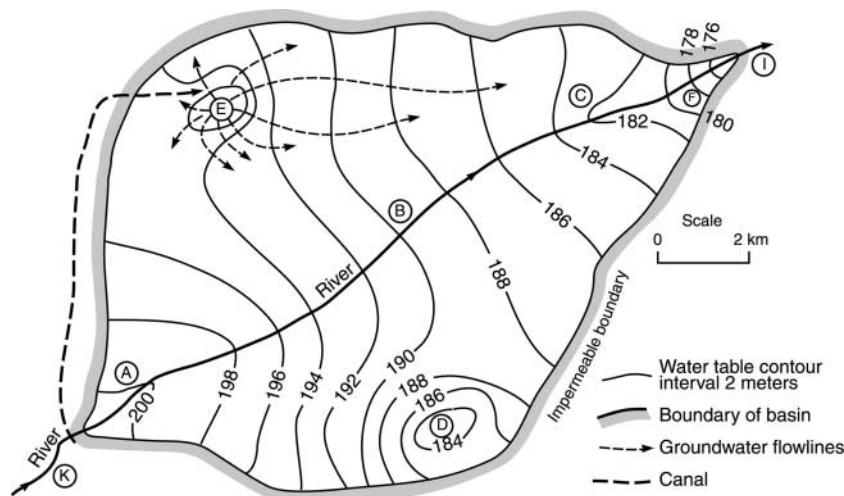 178
176
I
E
C
F
182
180
184
B
186
Scale
0 2 km
River
188
Impermeable boundary
A
200
198
196
194
192
190
188
186
D
184
River
K
Water table contour
interval 2 meters
Boundary of basin
Groundwater flowlines
Canal